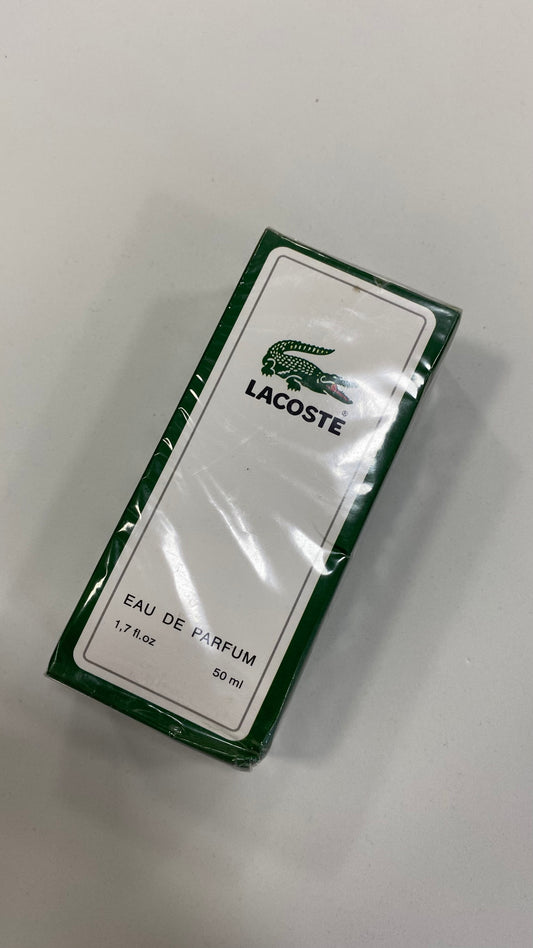 LACOSTE®
EAU DE PARFUM
1,7 fl.oz
50 ml